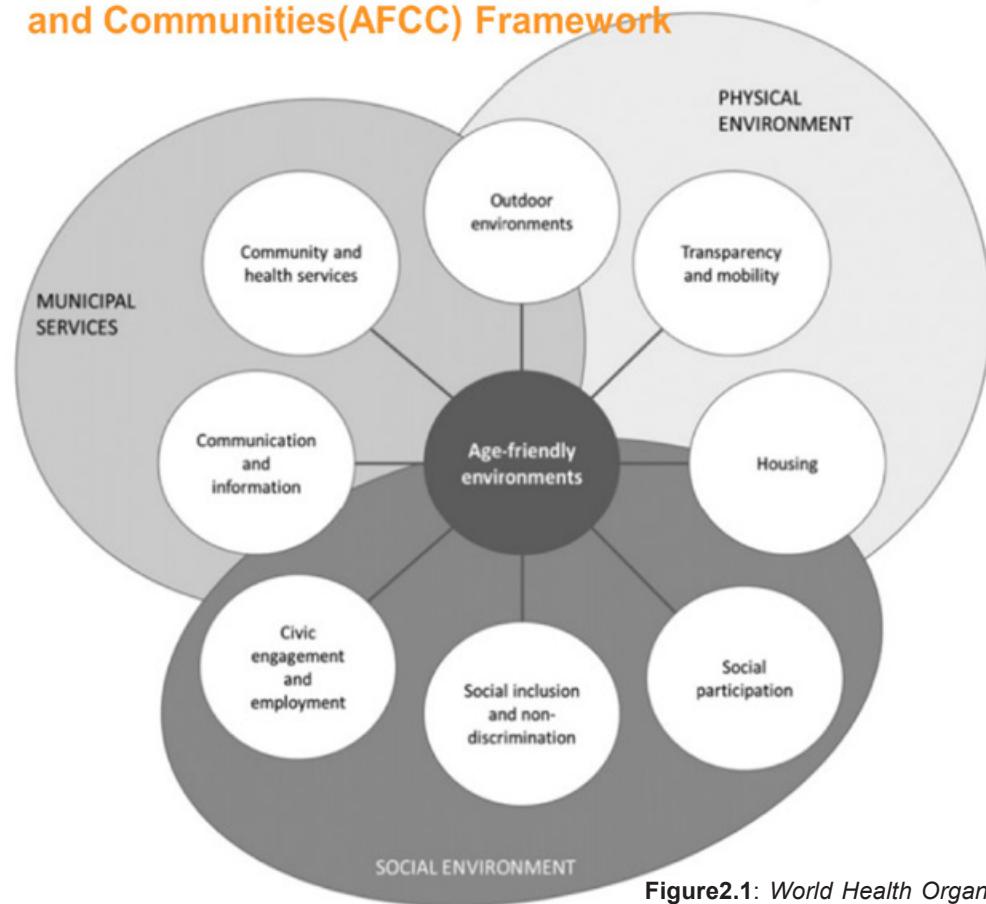 and Communities(AFCC) Framework
PHYSICAL
ENVIRONMENT
Outdoor
environments
Community and
health services
Transparency
and mobility
MUNICIPAL
SERVICES
Communication
and
information
Age-friendly
environments
Housing
Civic
engagement
and
employment
Social inclusion
and non-
discrimination
Social
participation
SOCIAL ENVIRONMENT
Figure2.1: World Health Organ